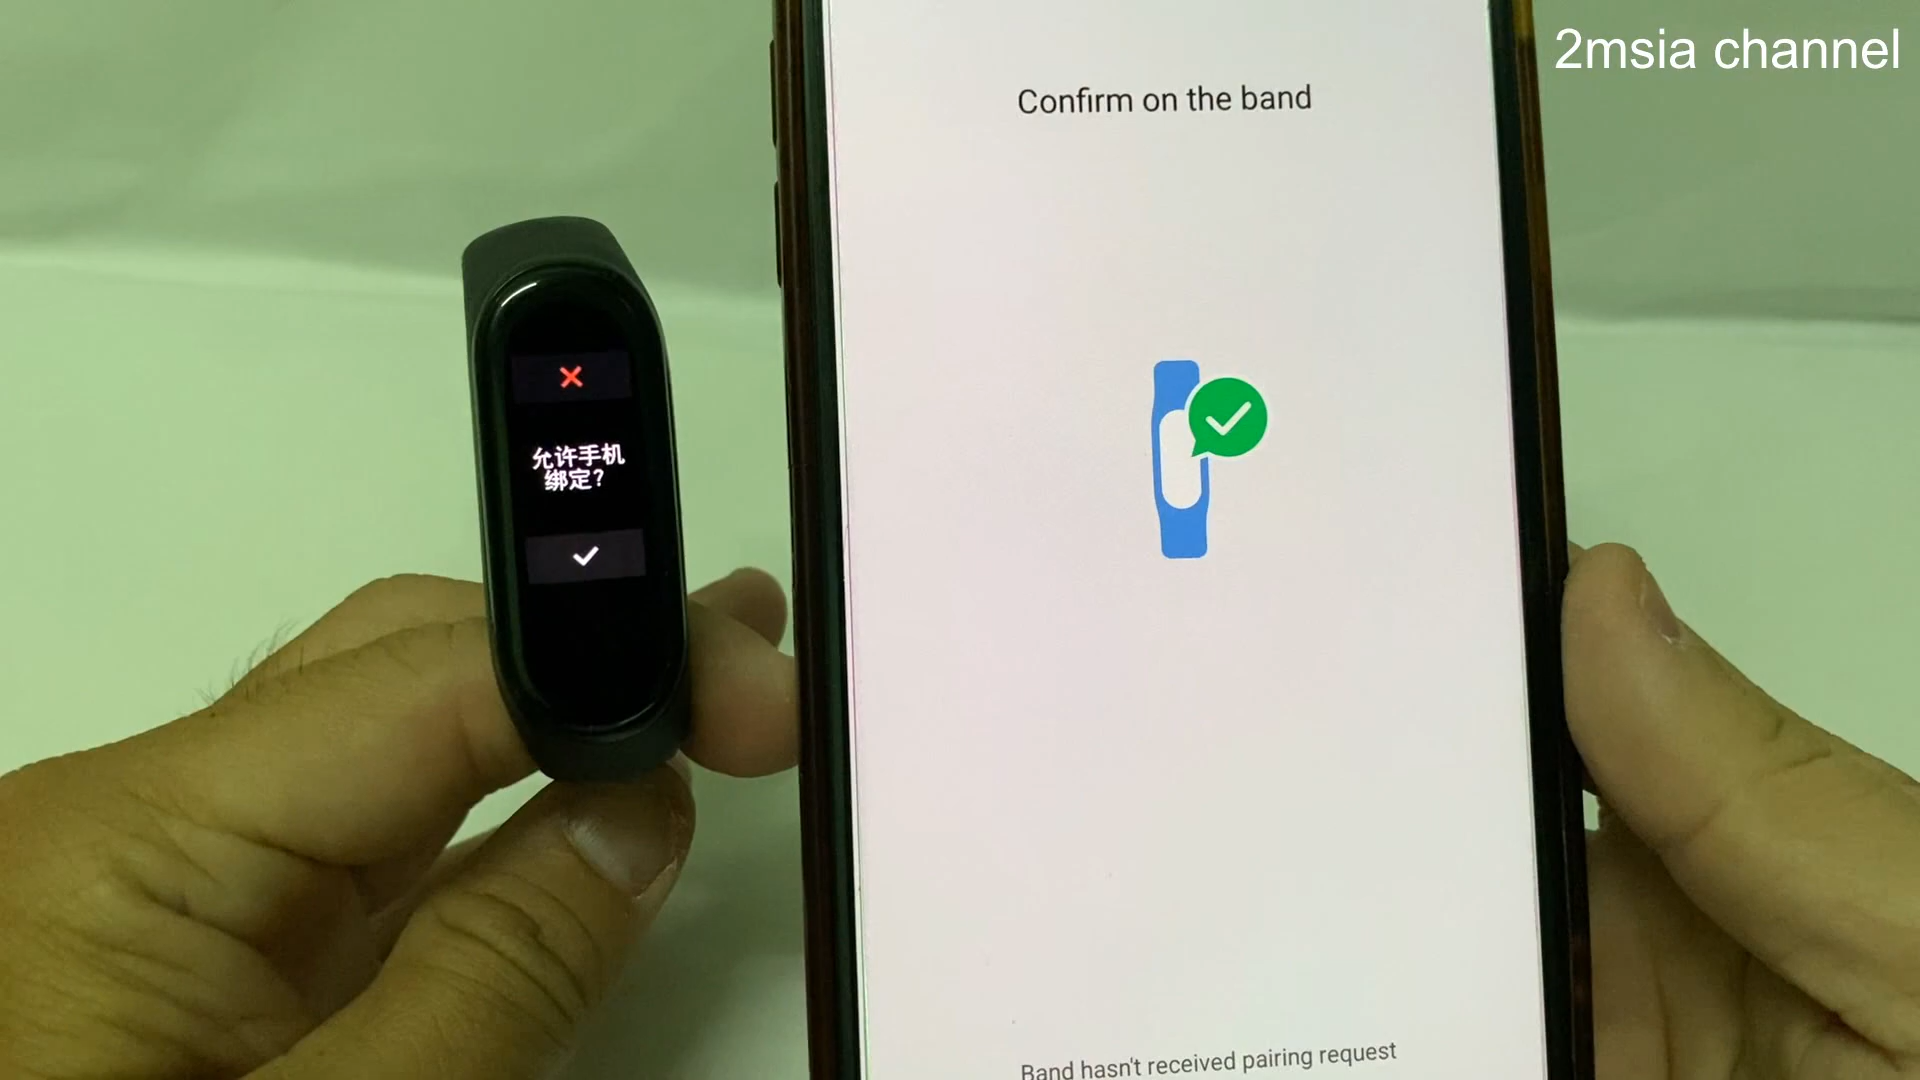 2msia channel
Confirm on the band
允许手机
绑定?
Band hasn't received pairing request